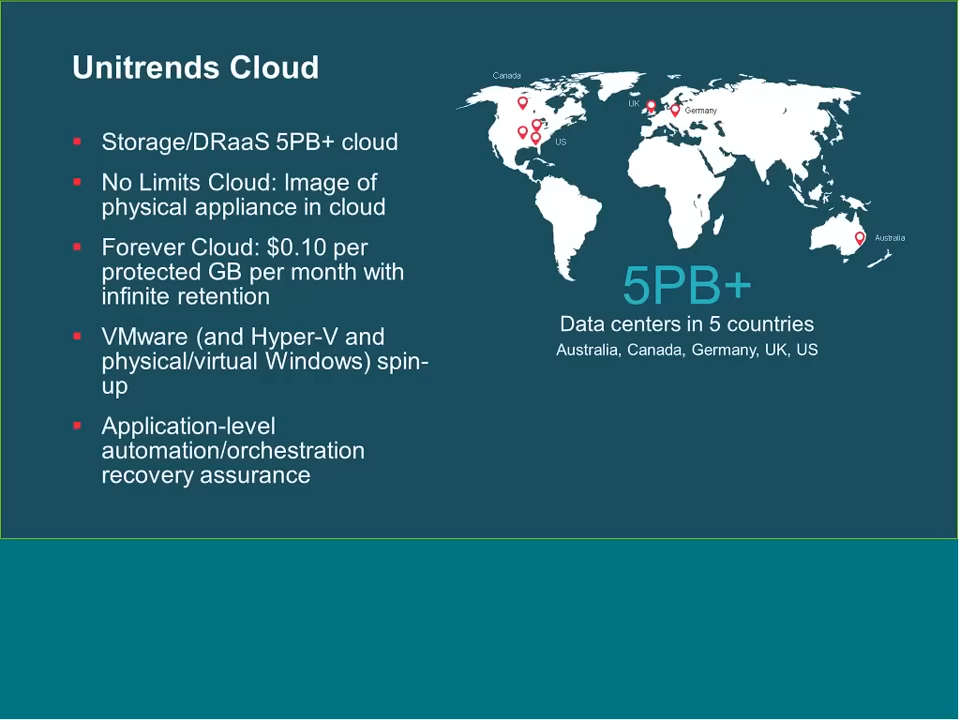 Unitrends Cloud
Storage/DRaaS 5PB+ cloud
No Limits Cloud: Image of
physical appliance in cloud
Forever Cloud: $0.10 per
protected GB per month with
infinite retention
VMware (and Hyper-V and
physical/virtual Windows) spin-
up
Application-level
automation/orchestration
recovery assurance
Canada
UK
Germany
US
Australia
5PB+
Data centers in 5 countries
Australia, Canada, Germany, UK, US